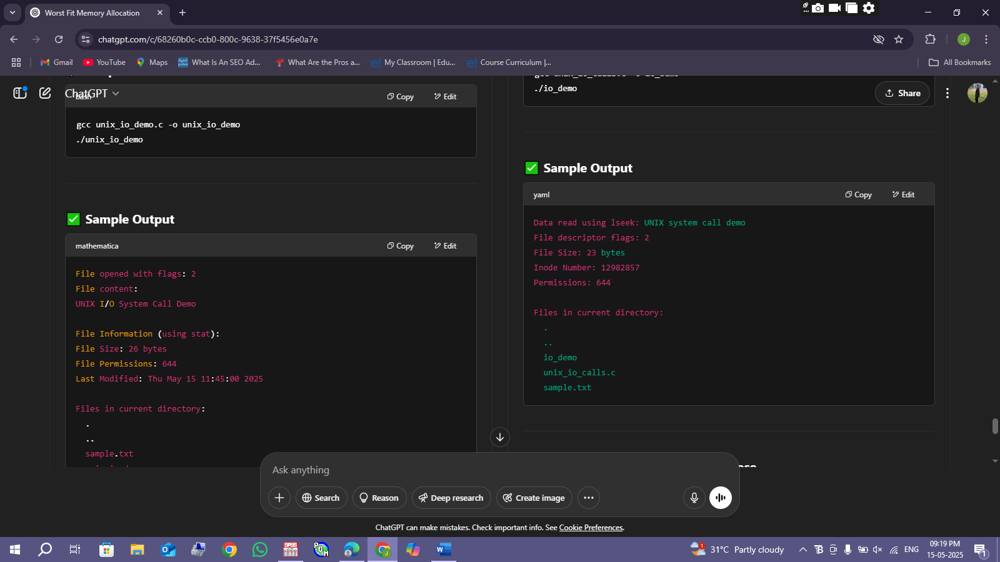 Worst Fit Memory Allocation
chatgpt.com/c/68260b0c-ccb0-800c-9638-37f5456e0a7e
J
Gmail
YouTube
Maps
What Is An SEO Ad...
What Are the Pros a...
My Classroom | Edu...
Course Curriculum |...
All Bookmarks
ChatGPT
bash
Copy
Edit
gcc unix_io_demo.c -o unix_io_demo
./unix_io_demo
✅ Sample Output
mathematica
Copy
Edit
File opened with flags: 2
File content:
UNIX I/O System Call Demo
File Information (using stat):
File Size: 26 bytes
File Permissions: 644
Last Modified: Thu May 15 11:45:00 2025
Files in current directory:
.
..
sample.txt
./io_demo
Share
✅ Sample Output
yaml
Copy
Edit
Data read using lseek: UNIX system call demo
File descriptor flags: 2
File Size: 23 bytes
Inode Number: 12982857
Permissions: 644
Files in current directory:
.
..
io_demo
unix_io_calls.c
sample.txt
Ask anything
Search
Reason
Deep research
Create image
ChatGPT can make mistakes. Check important info. See Cookie Preferences.
31°C Partly cloudy
ENG
09:19 PM
15-05-2025
1